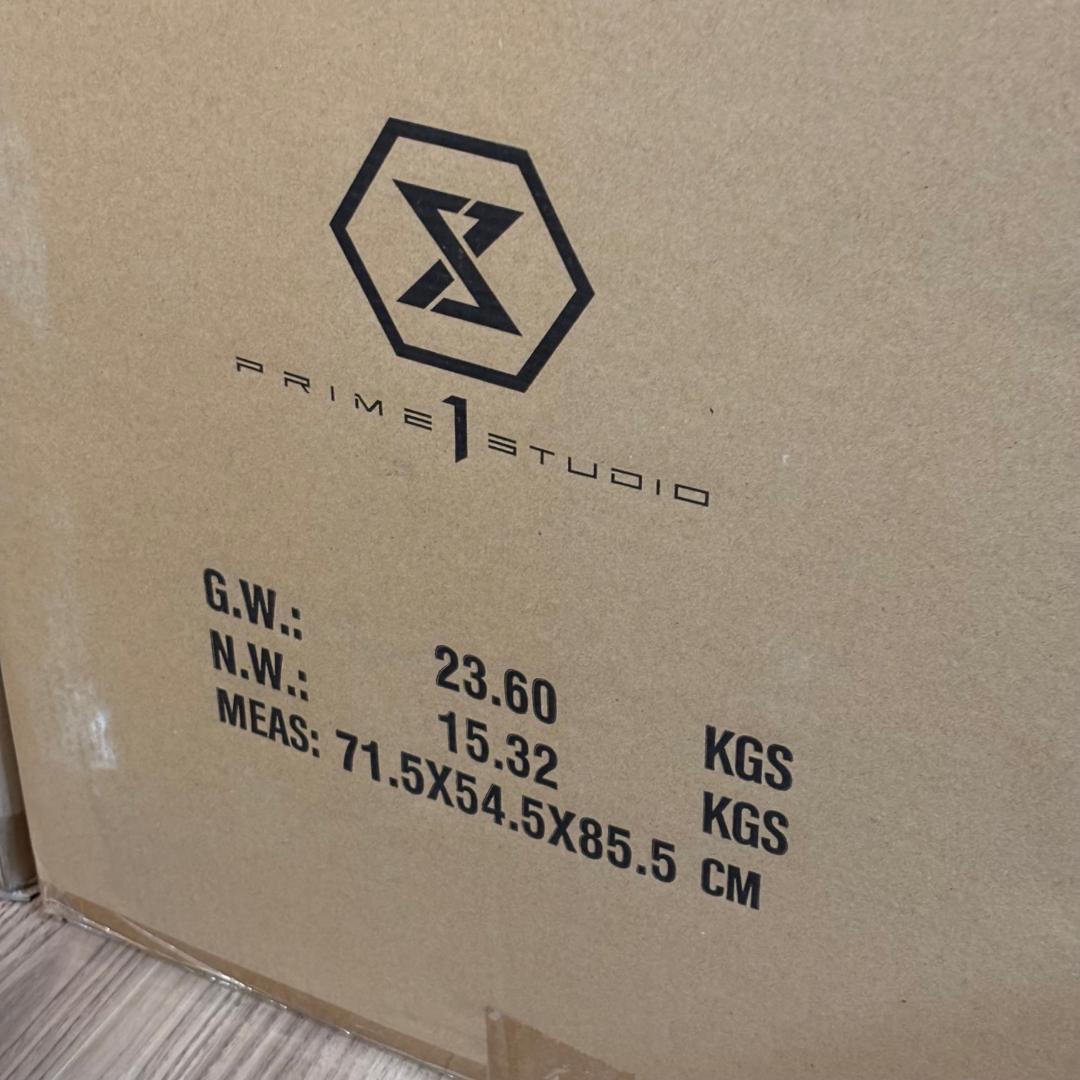 PRIME 1 STUDIO
G.W.: 23.60 KGS
N.W.: 15.32 KGS
MEAS: 71.5X54.5X85.5 CM